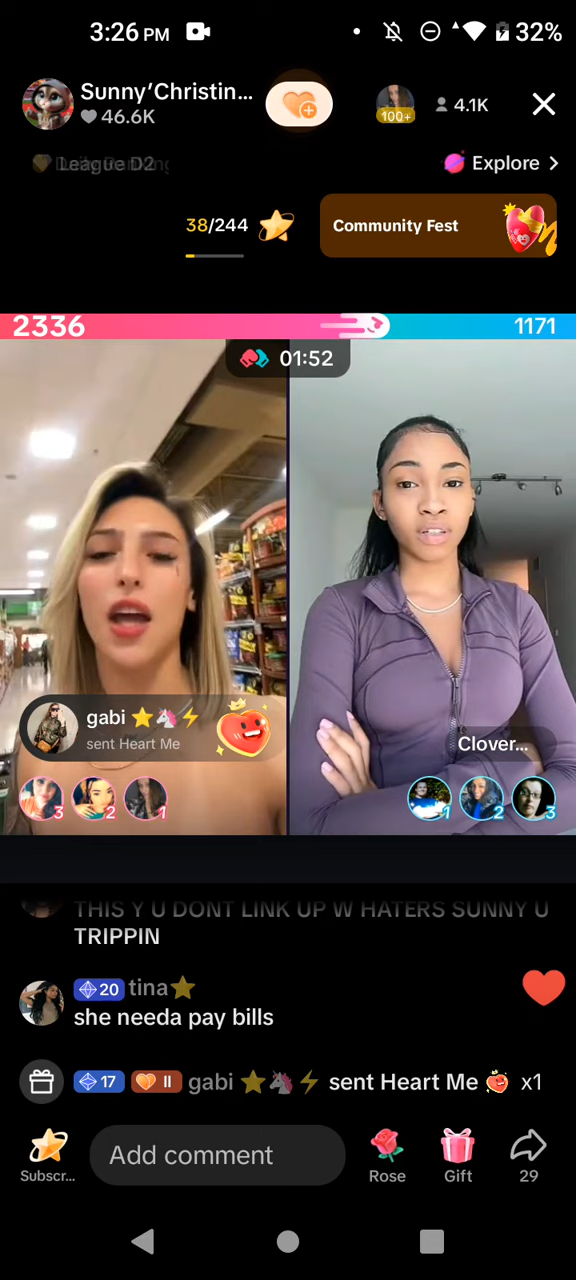 3:26 PM
32%
Sunny'Christin...
46.6K
100+
4.1K
League D2
Explore >
38/244
Community Fest
2336
1171
01:52
gabi
sent Heart Me
Clover...
3 2 1
1 2 3
THIS Y U DONT LINK UP W HATERS SUNNY U
TRIPPIN
20 tina
she needa pay bills
17 II gabi sent Heart Me x1
Subscr...
Add comment
Rose
Gift
29